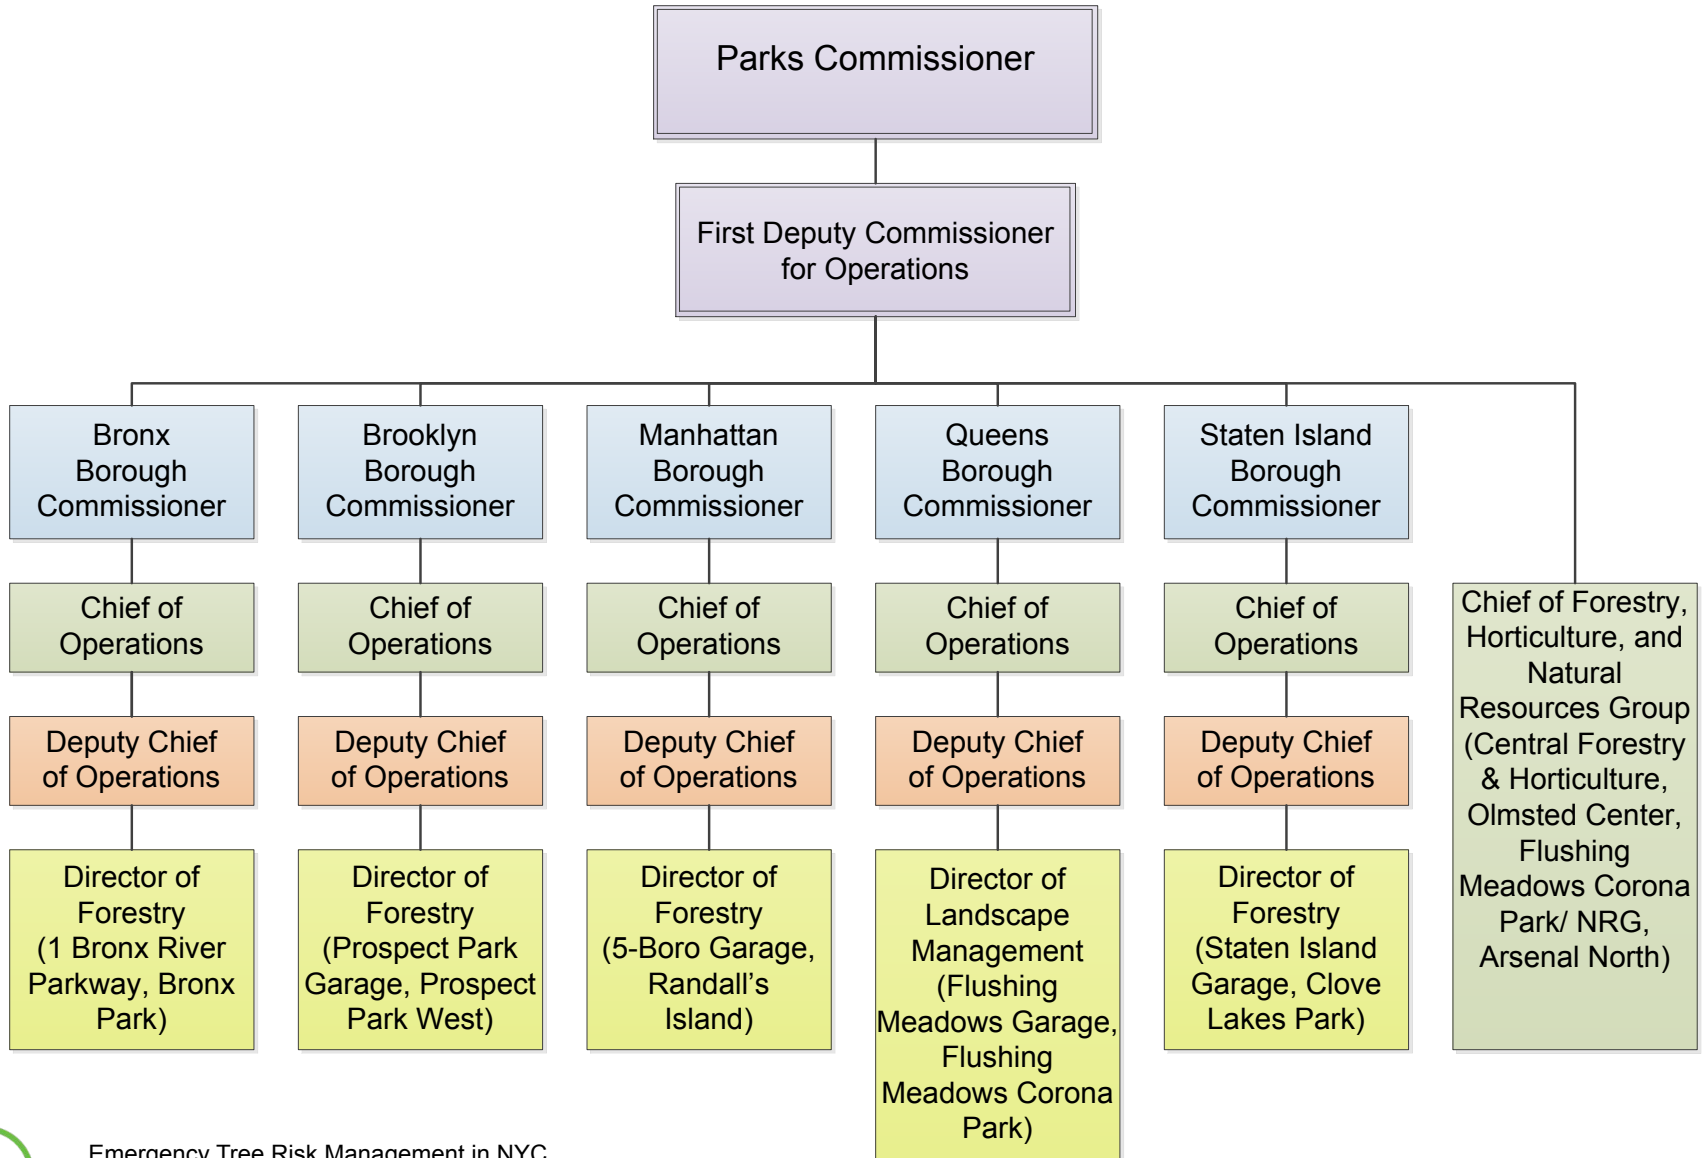 Parks Commissioner
First Deputy Commissioner
for Operations
Bronx
Borough
Commissioner
Brooklyn
Borough
Commissioner
Manhattan
Borough
Commissioner
Queens
Borough
Commissioner
Staten Island
Borough
Commissioner
Chief of
Operations
Chief of
Operations
Chief of
Operations
Chief of
Operations
Chief of
Operations
Chief of Forestry,
Horticulture, and
Natural
Resources Group
(Central Forestry
& Horticulture,
Olmsted Center,
Flushing
Meadows Corona
Park/ NRG,
Arsenal North)
Deputy Chief
of Operations
Deputy Chief
of Operations
Deputy Chief
of Operations
Deputy Chief
of Operations
Deputy Chief
of Operations
Director of
Forestry
(1 Bronx River
Parkway, Bronx
Park)
Director of
Forestry
(Prospect Park
Garage, Prospect
Park West)
Director of
Forestry
(5-Boro Garage,
Randall’s
Island)
Director of
Landscape
Management
(Flushing
Meadows Garage,
Flushing
Meadows Corona
Park)
Director of
Forestry
(Staten Island
Garage, Clove
Lakes Park)
Emergency Tree Risk Management in NYC